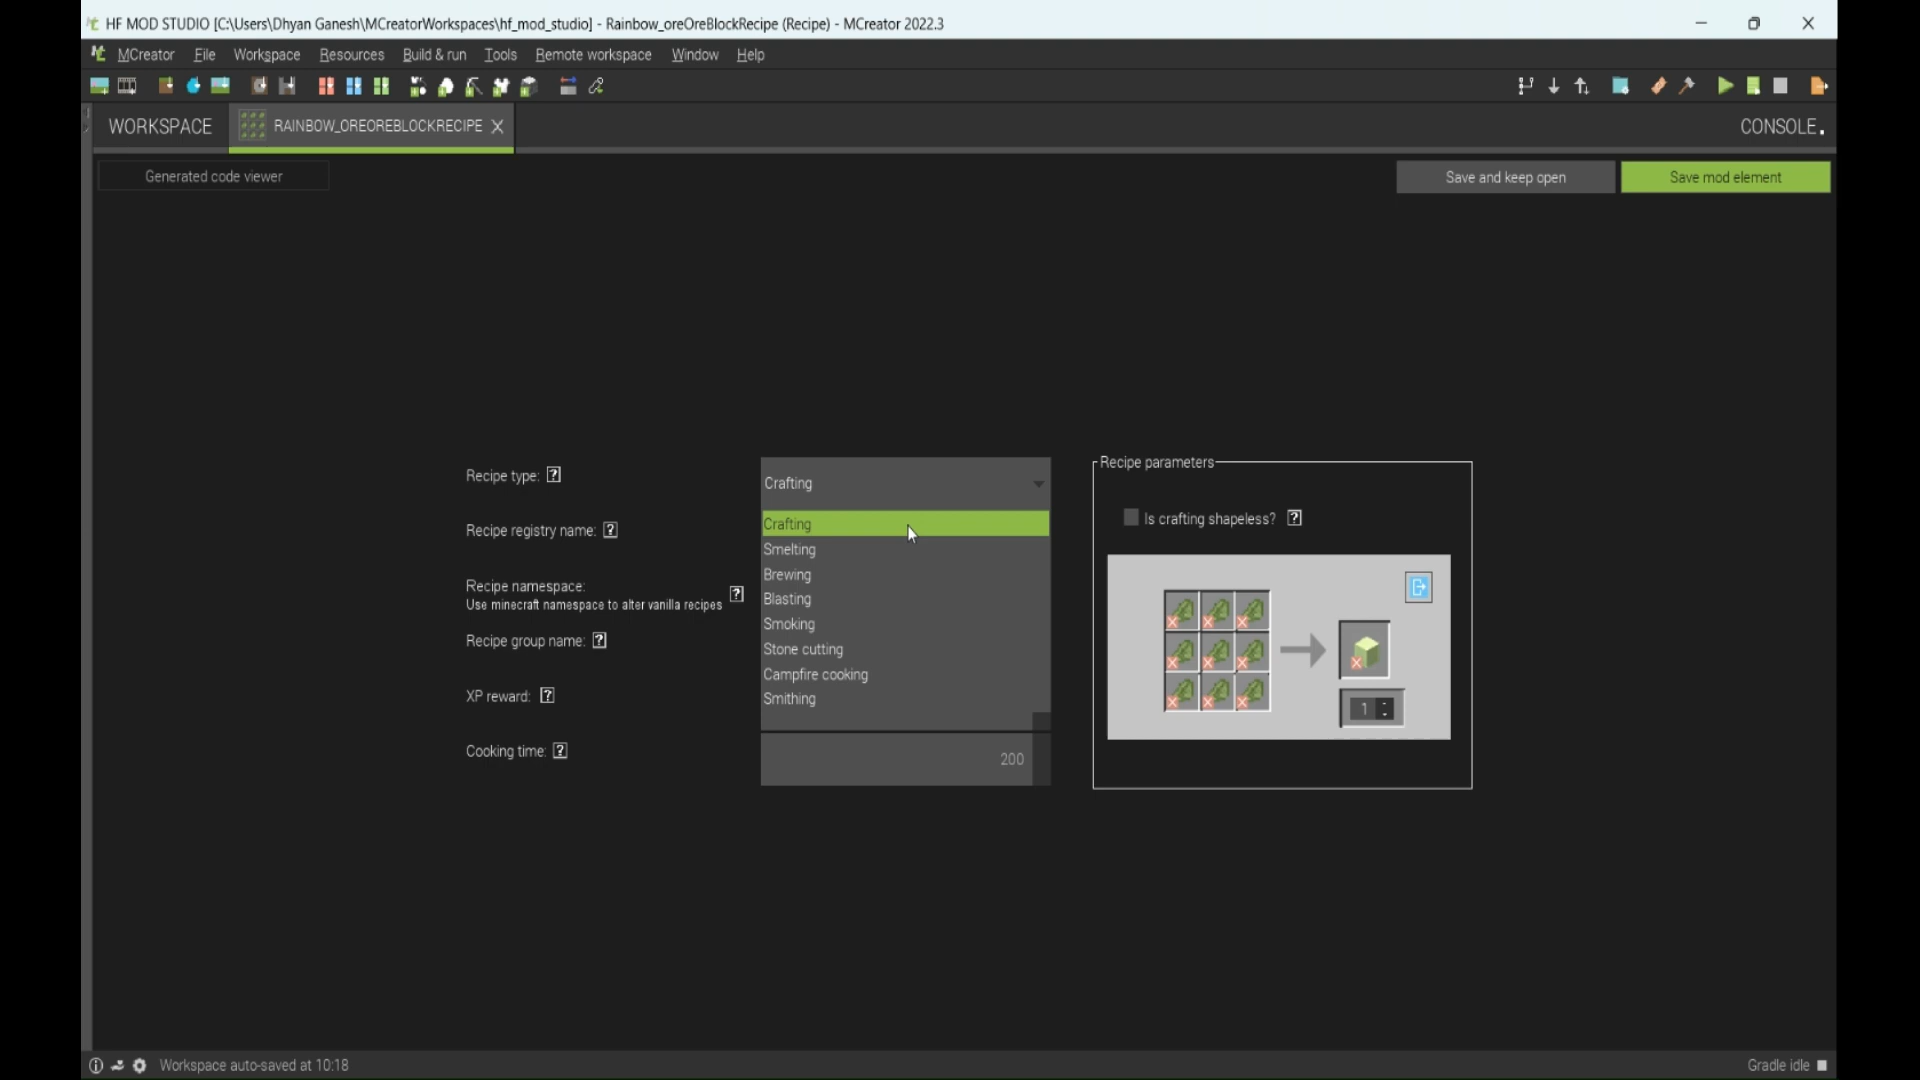 HF MOD STUDIO [C:\Users\Dhyan Ganesh\MCreatorWorkspaces\hf_mod_studio] - Rainbow_oreOreBlockRecipe (Recipe) - MCreator 2022.3
MCreator File Workspace Resources Build & run Tools Remote workspace Window Help
WORKSPACE RAINBOW_OREOREBLOCKRECIPE CONSOLE.
Generated code viewer Save and keep open Save mod element
Recipe type: ?
Crafting
Recipe registry name: ?
Recipe namespace:
Use minecraft namespace to alter vanilla recipes ?
Recipe group name: ?
XP reward: ?
Cooking time: ?
Crafting
Smelting
Brewing
Blasting
Smoking
Stone cutting
Campfire cooking
Smithing
200
Recipe parameters
Is crafting shapeless? ?
1
Workspace auto-saved at 10:18 Gradle idle